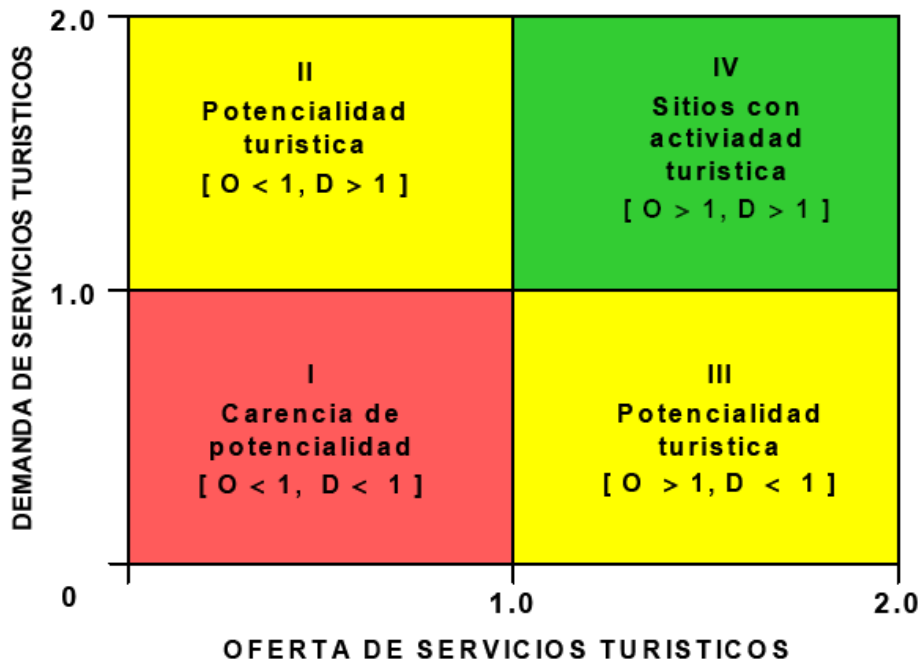 DEMANDA DE SERVICIOS TURISTICOS
2.0
II
Potencialidad
turistica
[ O < 1, D > 1 ]
IV
Sitios con
activiadad
turistica
[ O > 1, D > 1 ]
1.0
I
Carencia de
potencialidad
[ O < 1, D < 1 ]
III
Potencialidad
turistica
[ O > 1, D < 1 ]
0
1.0
2.0
OFERTA DE SERVICIOS TURISTICOS